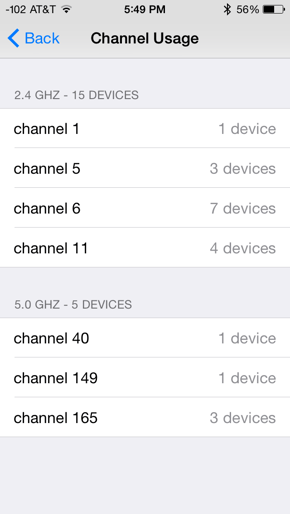 -102 AT&T 5:49 PM 56%
Back Channel Usage
2.4 GHZ - 15 DEVICES
channel 1 1 device
channel 5 3 devices
channel 6 7 devices
channel 11 4 devices
5.0 GHZ - 5 DEVICES
channel 40 1 device
channel 149 1 device
channel 165 3 devices